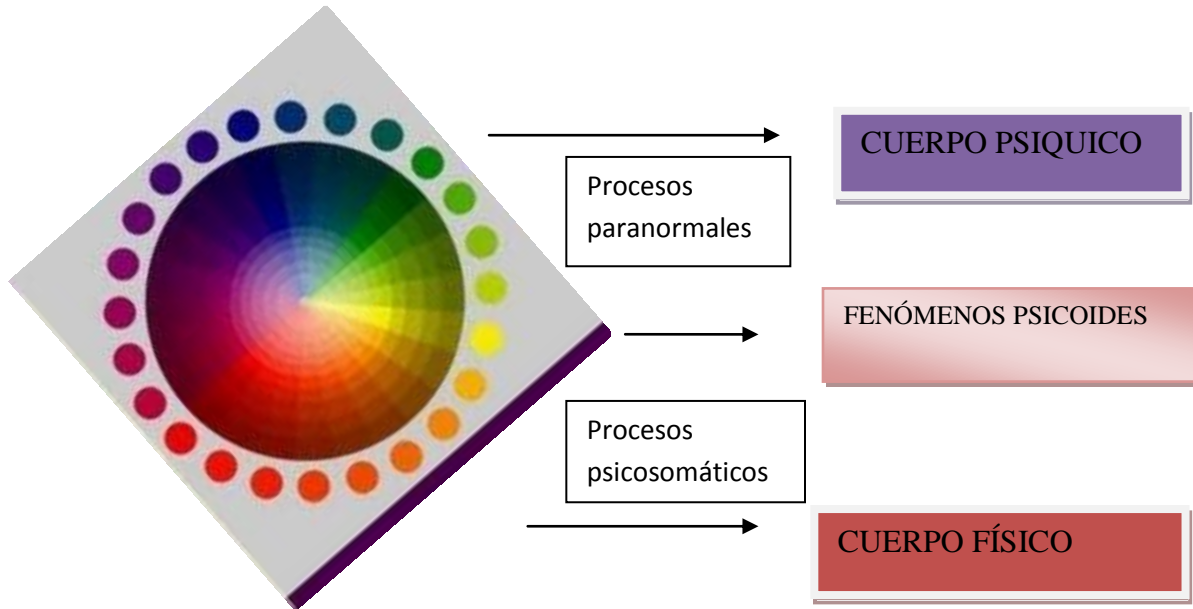 CUERPO PSIQUICO
Procesos
paranormales
FENÓMENOS PSICOIDES
Procesos
psicosomáticos
CUERPO FÍSICO